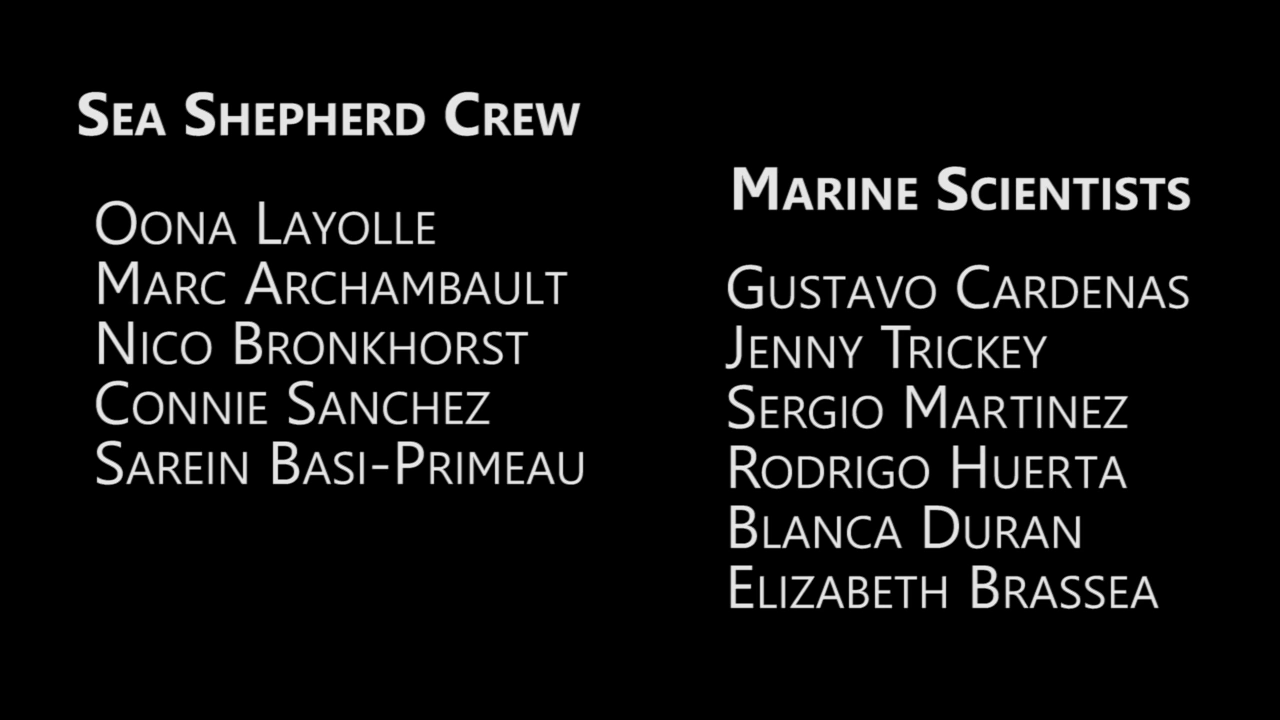 Sea Shepherd Crew
Oona Layolle
Marc Archambault
Nico Bronkhorst
Connie Sanchez
Sarein Basi-Primeau
Marine Scientists
Gustavo Cardenas
Jenny Trickey
Sergio Martinez
Rodrigo Huerta
Blanca Duran
Elizabeth Brassea